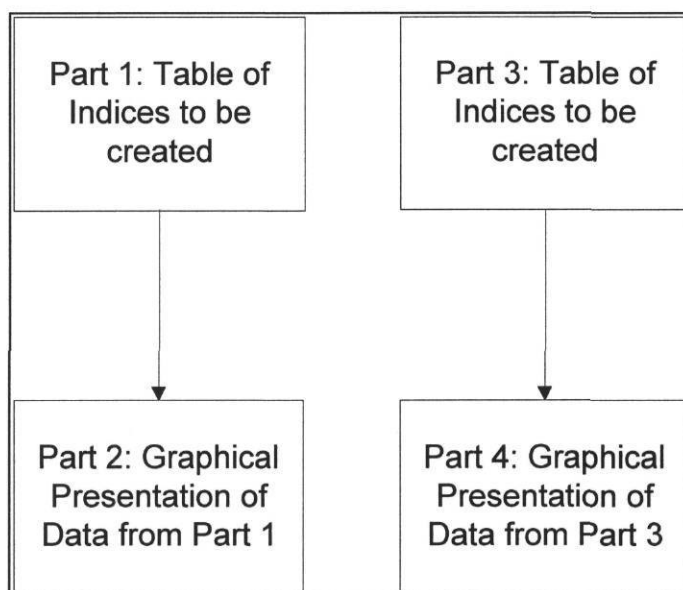 Part 1: Table of
Indices to be
created
Part 3: Table of
Indices to be
created
Part 2: Graphical
Presentation of
Data from Part 1
Part 4: Graphical
Presentation of
Data from Part 3